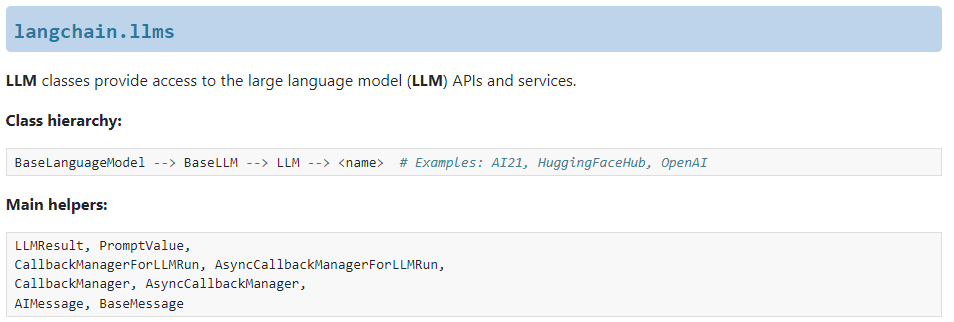 langchain.llms
LLM classes provide access to the large language model (LLM) APIs and services.
Class hierarchy:
BaseLanguageModel --> BaseLLM --> LLM --> <name>  # Examples: AI21, HuggingFaceHub, OpenAI
Main helpers:
LLMResult, PromptValue,
CallbackManagerForLLMRun, AsyncCallbackManagerForLLMRun,
CallbackManager, AsyncCallbackManager,
AIMessage, BaseMessage